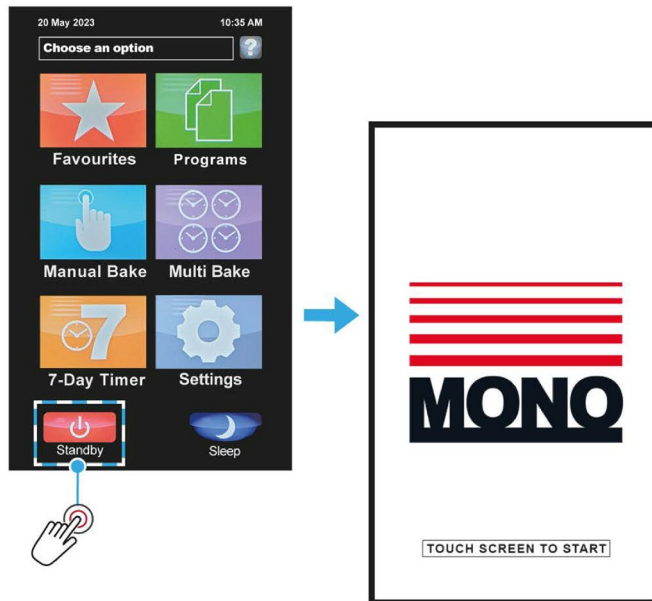 20 May 2023 10:35 AM
Choose an option ?
Favourites Programs
Manual Bake Multi Bake
7
7-Day Timer Settings
Standby Sleep
MONO
TOUCH SCREEN TO START